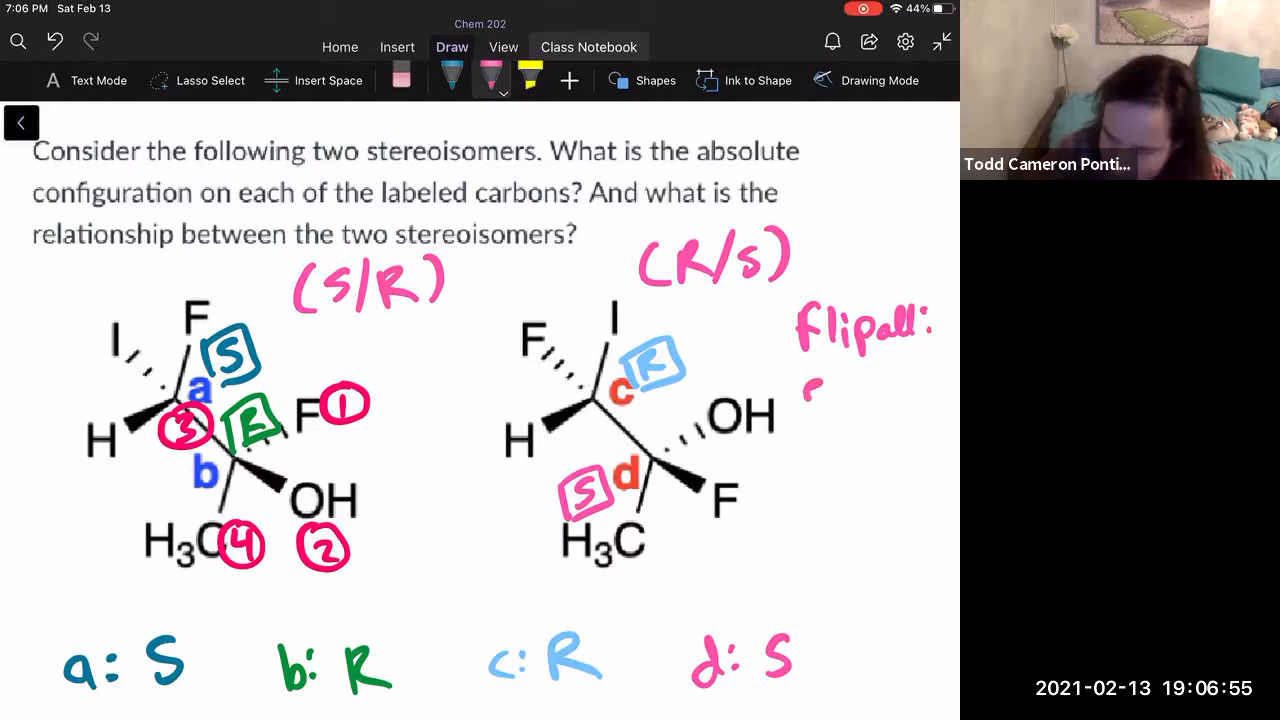 7:06 PM Sat Feb 13
44%
Chem 202
Home Insert Draw View Class Notebook
Text Mode Lasso Select Insert Space Shapes Ink to Shape Drawing Mode
Consider the following two stereoisomers. What is the absolute
configuration on each of the labeled carbons? And what is the
relationship between the two stereoisomers?
(S/R) (R/S)
Flip all:
I F S a H 3 R F 1 b OH H3C 4 2
F I R c H OH d S F H3C
a: S b: R c: R d: S
Todd Cameron Ponti...
2021-02-13 19:06:55